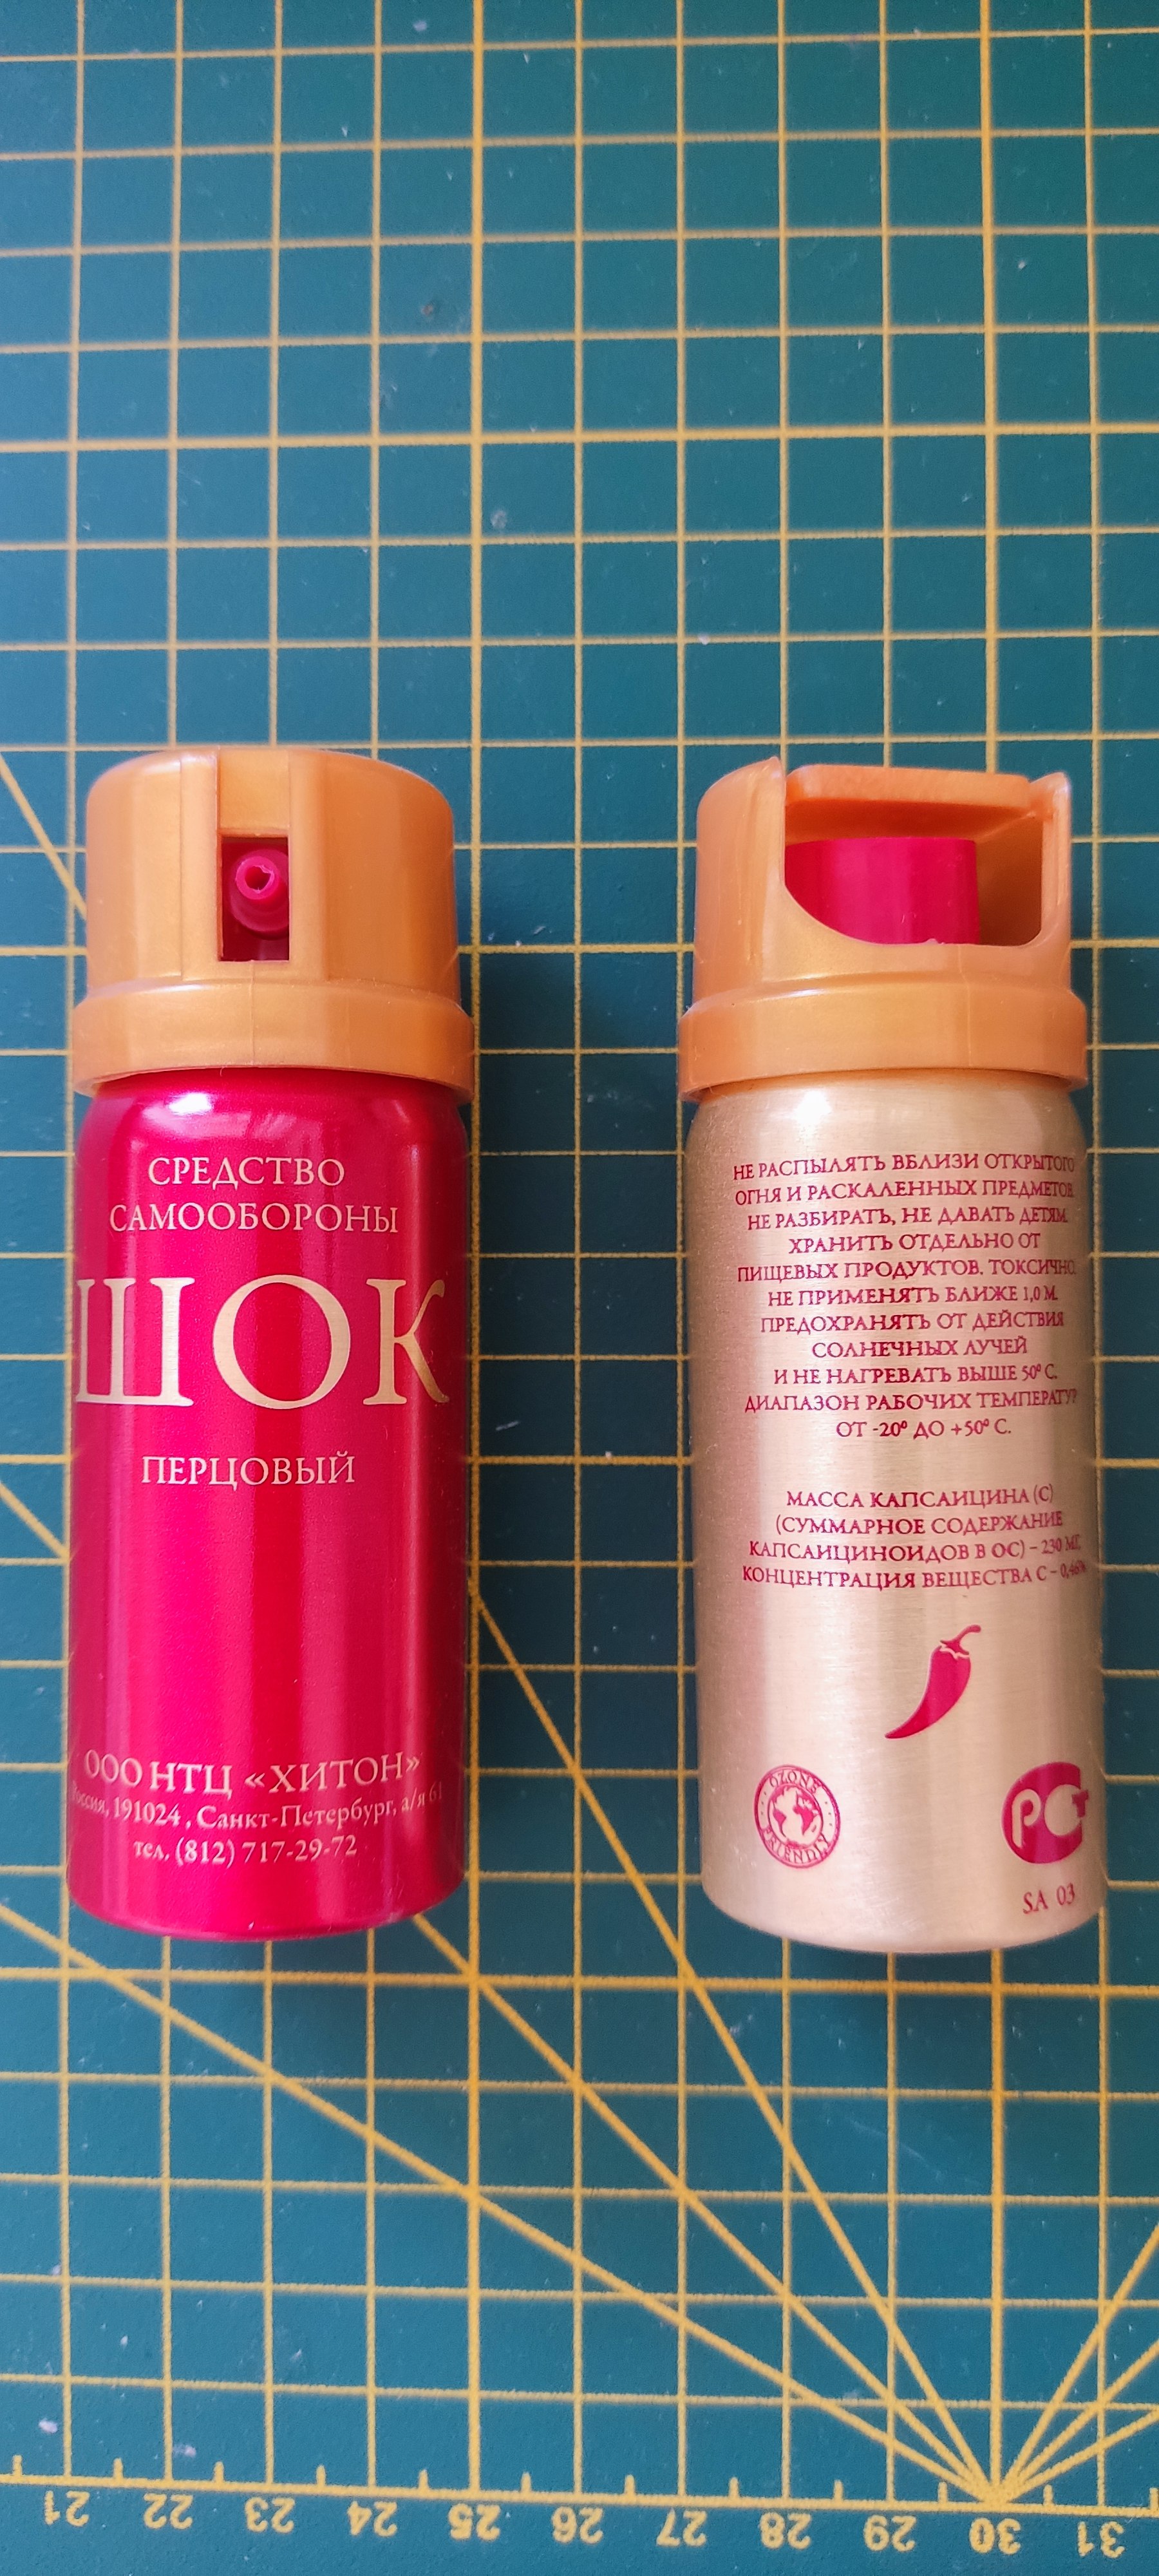 СРЕДСТВО
САМООБОРОНЫ
ШОК
ПЕРЦОВЫЙ
ООО НТЦ «ХИТОН»
Россия, 191024, Санкт-Петербург, а/я 61
тел. (812) 717-29-72
НЕ РАСПЫЛЯТЬ ВБЛИЗИ ОТКРЫТОГО
ОГНЯ И РАСКАЛЕННЫХ ПРЕДМЕТОВ.
НЕ РАЗБИРАТЬ, НЕ ДАВАТЬ ДЕТЯМ.
ХРАНИТЬ ОТДЕЛЬНО ОТ
ПИЩЕВЫХ ПРОДУКТОВ. ТОКСИЧНО.
НЕ ПРИМЕНЯТЬ БЛИЖЕ 1,0 М.
ПРЕДОХРАНЯТЬ ОТ ДЕЙСТВИЯ
СОЛНЕЧНЫХ ЛУЧЕЙ
И НЕ НАГРЕВАТЬ ВЫШЕ 50º С.
ДИАПАЗОН РАБОЧИХ ТЕМПЕРАТУР
ОТ -20º ДО +50º С.
МАССА КАПСАИЦИНА (С)
(СУММАРНОЕ СОДЕРЖАНИЕ
КАПСАИЦИНОИДОВ В ОС) – 230 МГ,
КОНЦЕНТРАЦИЯ ВЕЩЕСТВА С – 0,46%
OZONE
FRIENDLY
РСТ
SA 03
21 22 23 24 25 26 27 28 29 30 31